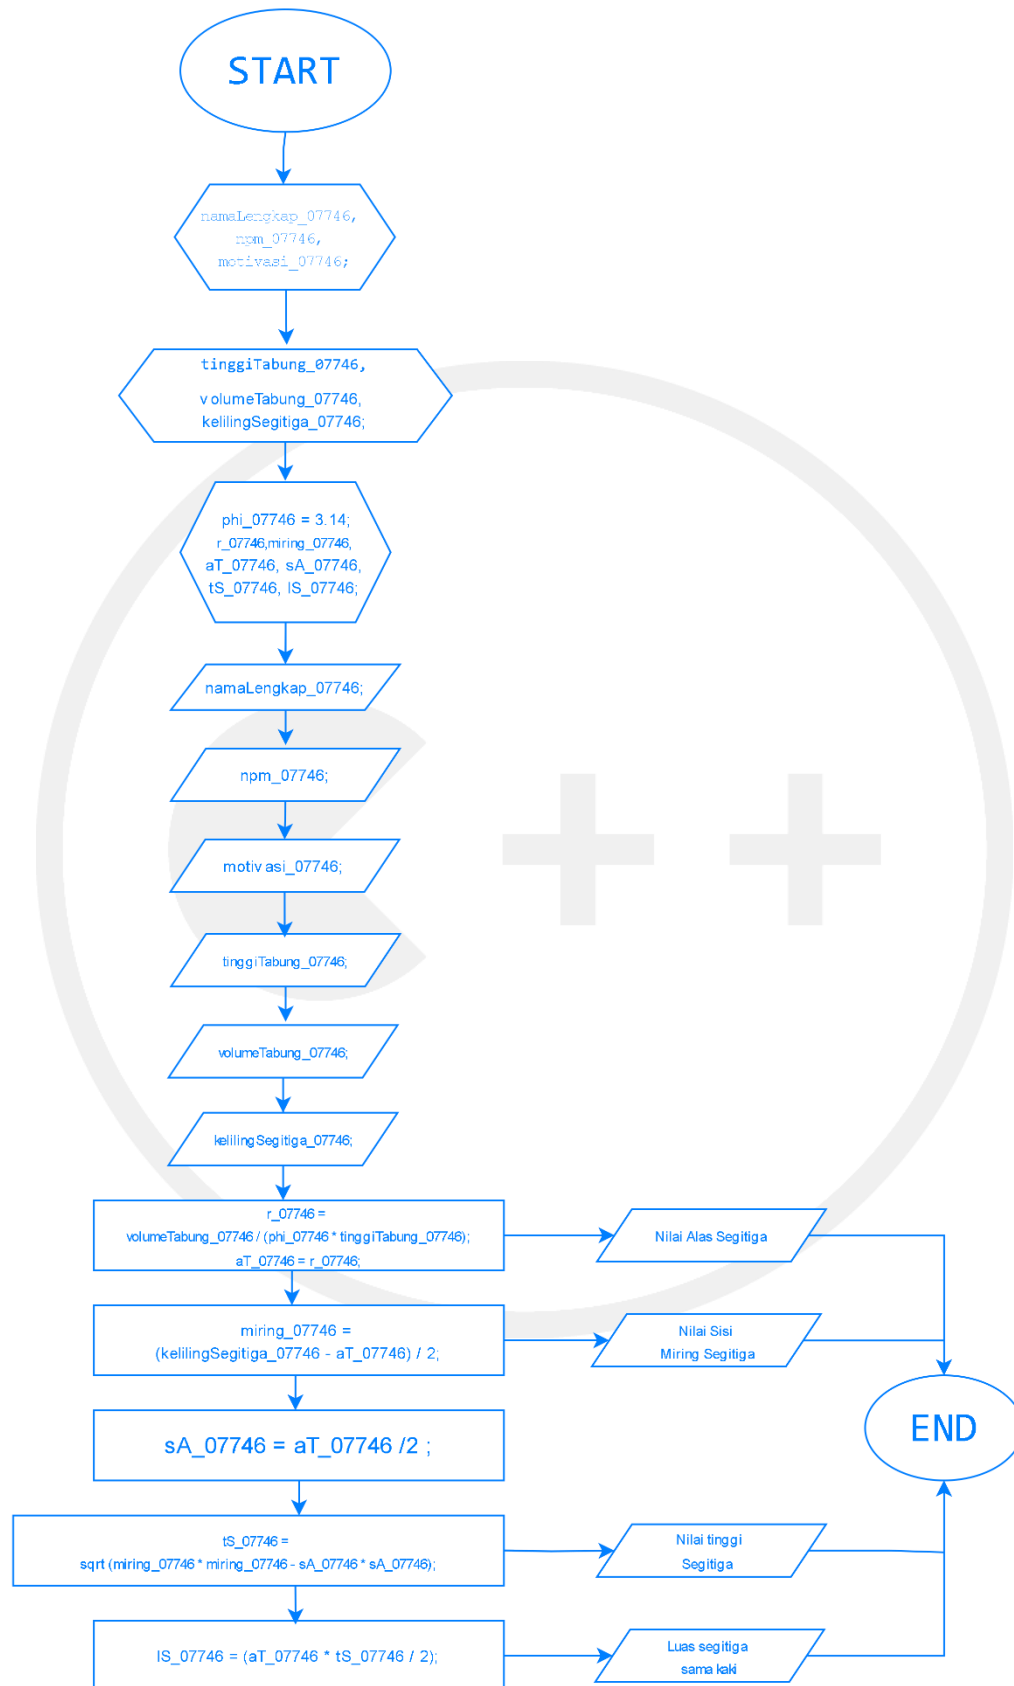 START
namaLengkap_07746,
npm_07746,
motivasi_07746;
tinggiTabung_07746,
volumeTabung_07746,
kelilingSegitiga_07746;
phi_07746 = 3.14;
r_07746,miring_07746,
aT_07746, sA_07746,
tS_07746, lS_07746;
namaLengkap_07746;
npm_07746;
motivasi_07746;
tinggiTabung_07746;
volumeTabung_07746;
kelilingSegitiga_07746;
r_07746 =
volumeTabung_07746 / (phi_07746 * tinggiTabung_07746);
aT_07746 = r_07746;
Nilai Alas Segitiga
miring_07746 =
(kelilingSegitiga_07746 - aT_07746) / 2;
Nilai Sisi
Miring Segitiga
END
sA_07746 = aT_07746 /2 ;
tS_07746 =
sqrt (miring_07746 * miring_07746 - sA_07746 * sA_07746);
Nilai tinggi
Segitiga
lS_07746 = (aT_07746 * tS_07746 / 2);
Luas segitiga
sama kaki
C++